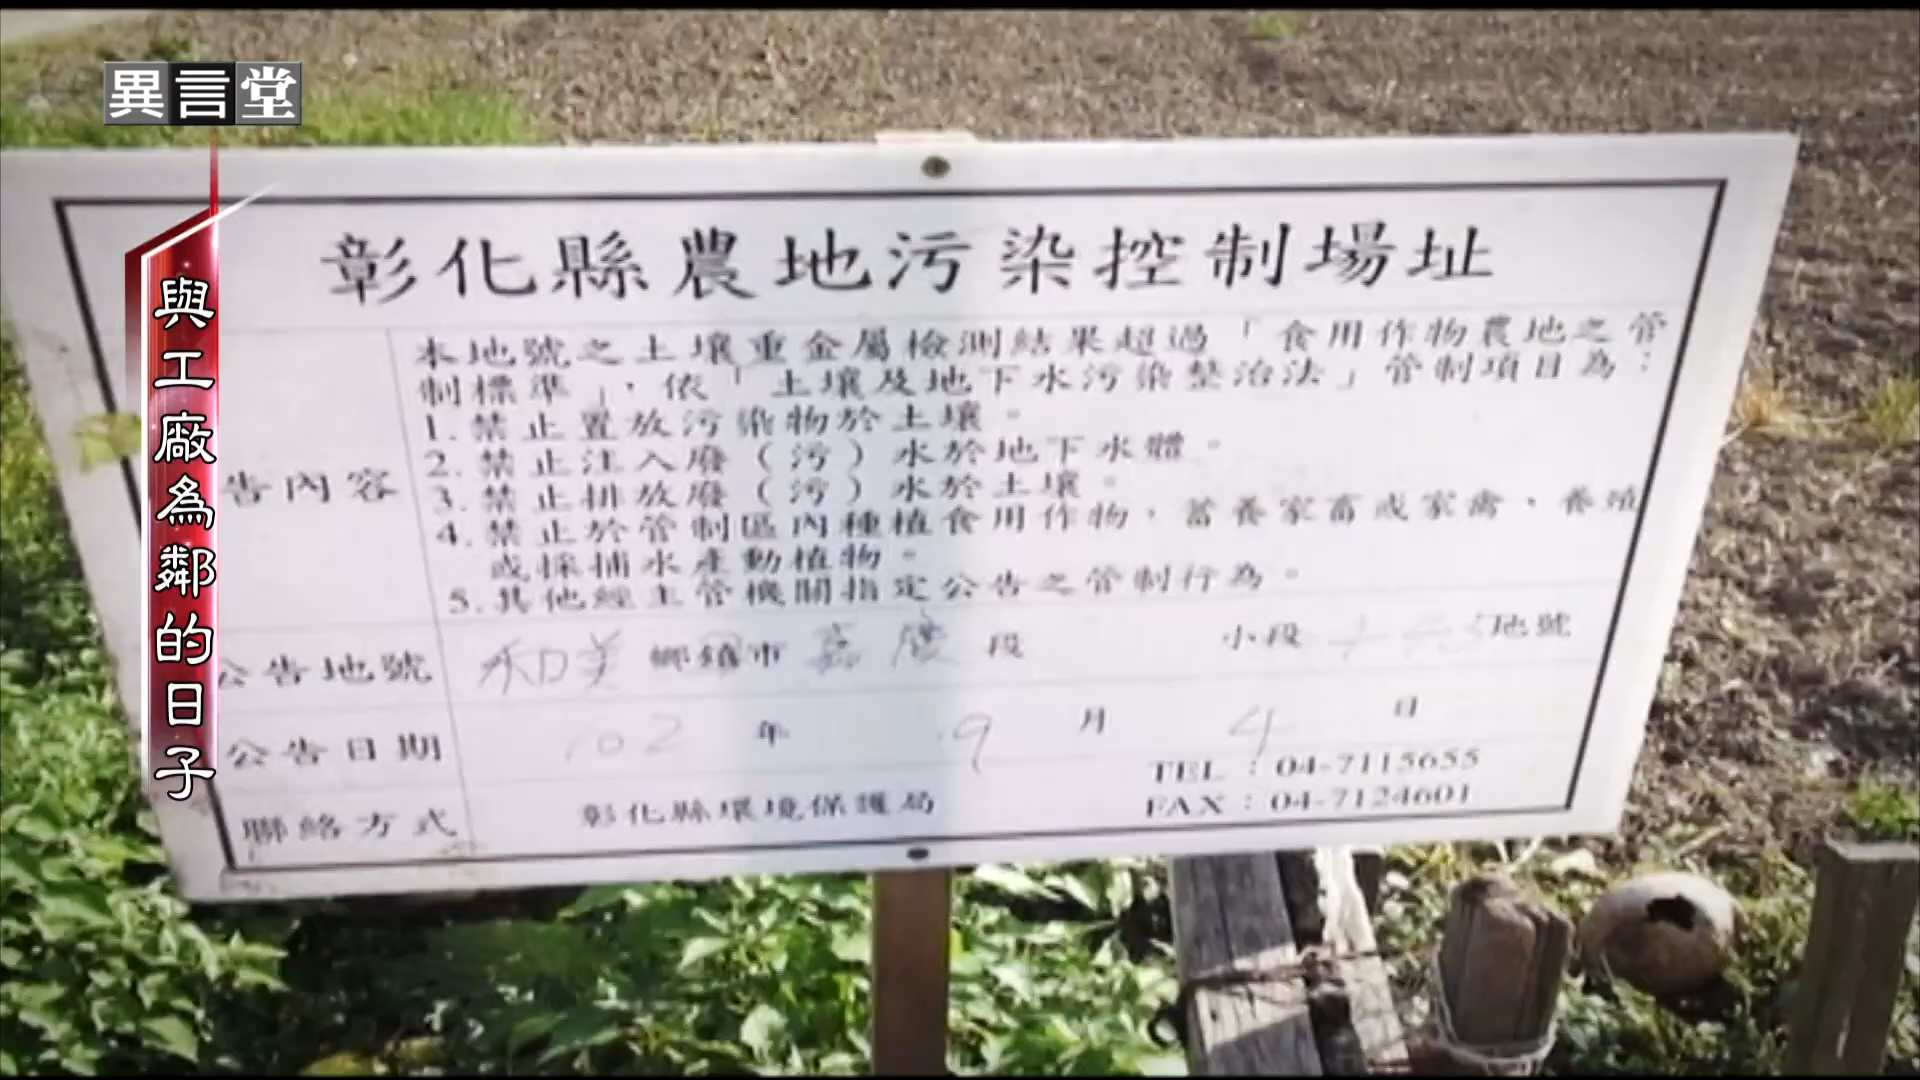 異言堂
與工廠為鄰的日子
彰化縣農地污染控制場址
告內容
本地號之土壤重金屬檢測結果超過「食用作物農地之管
制標準」，依「土壤及地下水污染整治法」管制項目為：
1. 禁止置放污染物於土壤。
2. 禁止注入廢（污）水於地下水體。
3. 禁止排放廢（污）水於土壤。
4. 禁止於管制區內種植食用作物，畜養家畜或家禽、養殖
或採捕水產動植物。
5. 其他經主管機關指定公告之管制行為。
公告地號 和美 鄉鎮市 嘉慶 段 小段 地號
公告日期 102 年 9 月 4 日
聯絡方式 彰化縣環境保護局
TEL：04-7115655
FAX：04-7124601